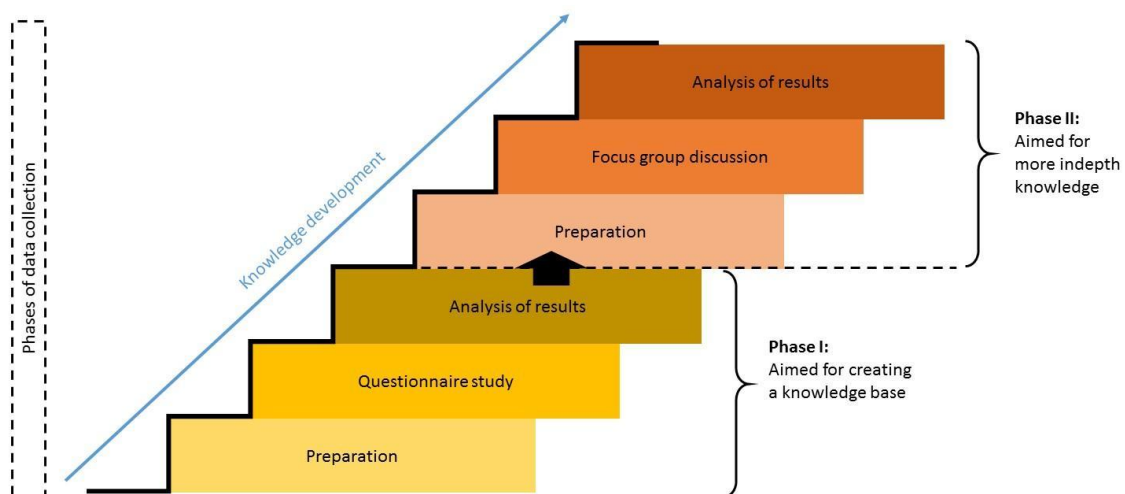 Phases of data collection
Knowledge development
Analysis of results
Focus group discussion
Preparation
Phase II:
Aimed for
more indepth
knowledge
Analysis of results
Questionnaire study
Preparation
Phase I:
Aimed for creating
a knowledge base